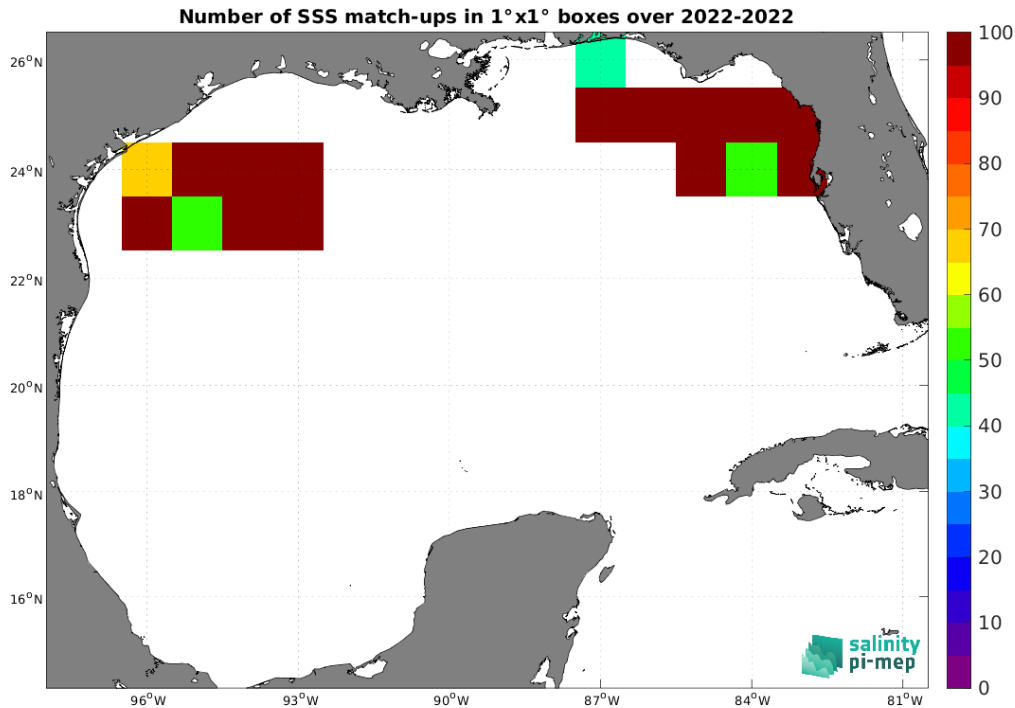 Number of SSS match-ups in 1°x1° boxes over 2022-2022
26°N
24°N
22°N
20°N
18°N
16°N
96°W
93°W
90°W
87°W
84°W
81°W
100
90
80
70
60
50
40
30
20
10
0
salinity
pi-mep